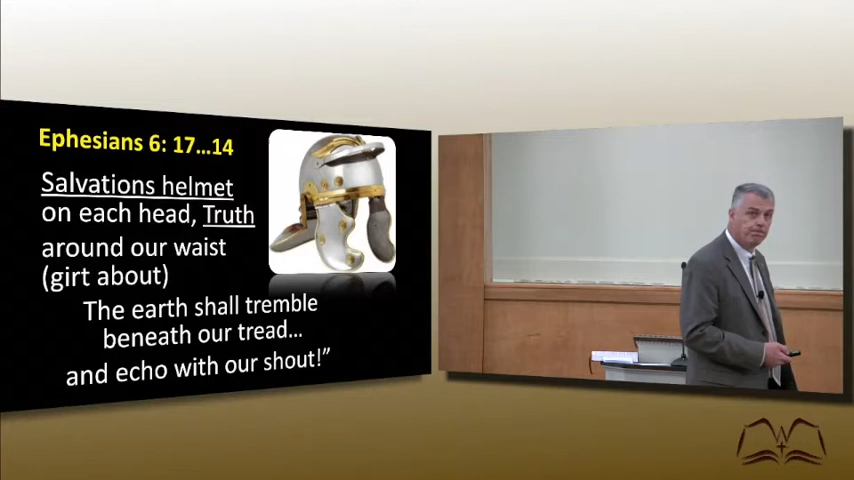 Ephesians 6: 17...14
Salvations helmet
on each head, Truth
around our waist
(girt about)
The earth shall tremble
beneath our tread...
and echo with our shout!”